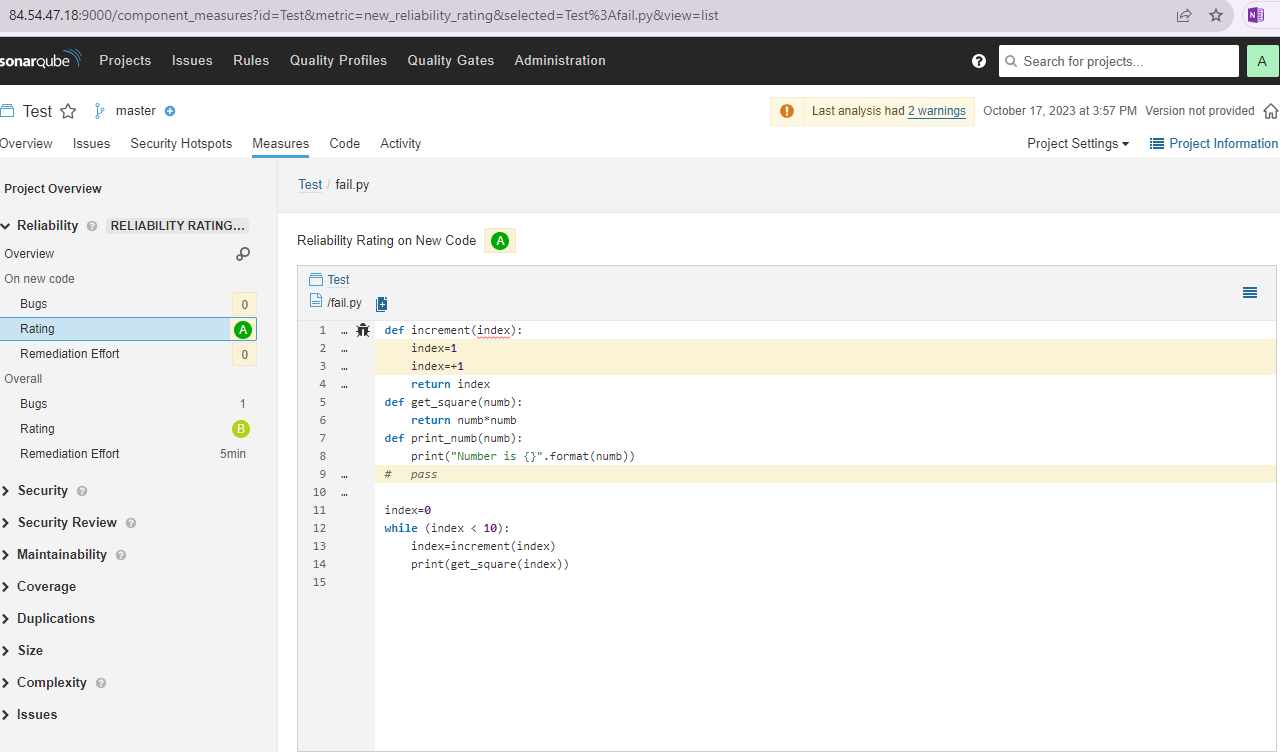 84.54.47.18:9000/component_measures?id=Test&metric=new_reliability_rating&selected=Test%3Afail.py&view=list
sonarqube Projects Issues Rules Quality Profiles Quality Gates Administration ? Search for projects... A
Test master Last analysis had 2 warnings October 17, 2023 at 3:57 PM Version not provided
Overview Issues Security Hotspots Measures Code Activity Project Settings Project Information
Project Overview
Reliability ? RELIABILITY RATING...
Overview
On new code
Bugs 0
Rating A
Remediation Effort 0
Overall
Bugs 1
Rating B
Remediation Effort 5min
Security ?
Security Review ?
Maintainability ?
Coverage
Duplications
Size
Complexity ?
Issues
Test / fail.py
Reliability Rating on New Code A
Test
/fail.py
1 … def increment(index):
2 …     index=1
3 …     index=+1
4 …     return index
5 def get_square(numb):
6     return numb*numb
7 def print_numb(numb):
8     print("Number is {}".format(numb))
9 … #   pass
10 …
11 index=0
12 while (index < 10):
13     index=increment(index)
14     print(get_square(index))
15